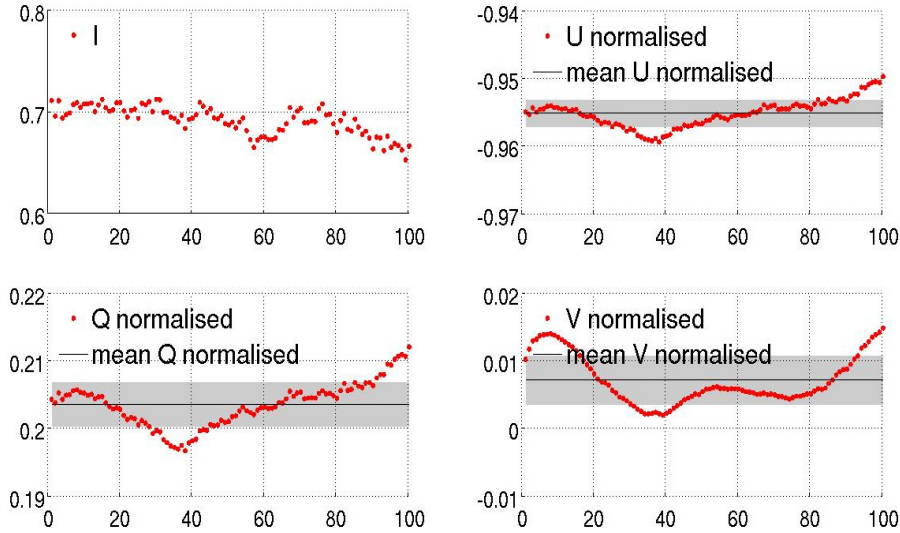 0.8
I
0.7
0.6
0 20 40 60 80 100
-0.94
U normalised
mean U normalised
-0.95
-0.96
-0.97
0 20 40 60 80 100
0.22
Q normalised
mean Q normalised
0.21
0.2
0.19
0 20 40 60 80 100
0.02
V normalised
mean V normalised
0.01
0
-0.01
0 20 40 60 80 100